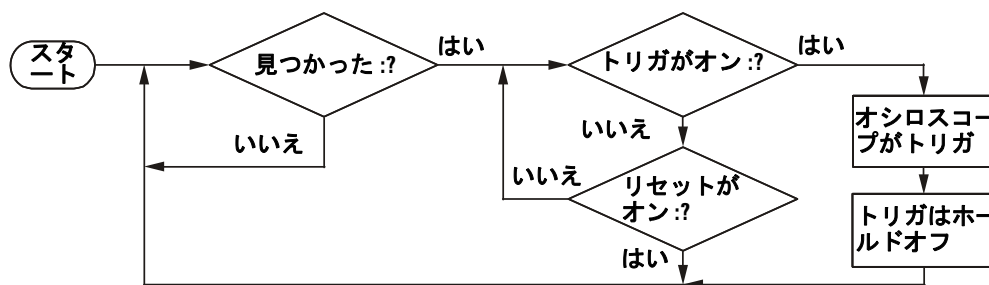 スタ
ート
見つかった :?
はい
いいえ
トリガがオン :?
はい
いいえ
オシロスコー
プがトリガ
いいえ
リセットが
オン :?
はい
トリガはホー
ルドオフ